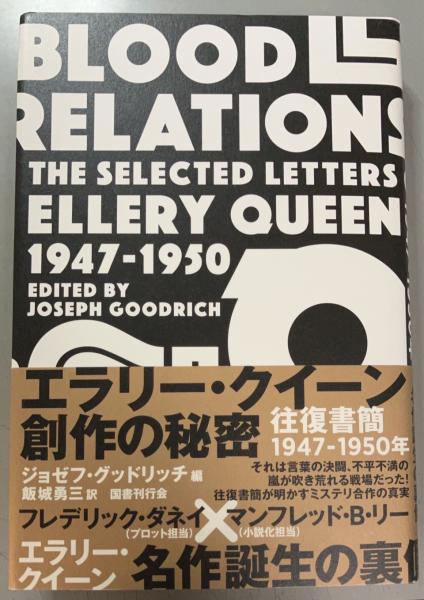 BLOOD
RELATIONS
THE SELECTED LETTERS
ELLERY QUEEN
1947-1950
EDITED BY
JOSEPH GOODRICH
エラリー・クイーン
創作の秘密
往復書簡
1947-1950年
ジョゼフ・グッドリッチ 編
飯城勇三 訳 国書刊行会
それは言葉の決闘、不平不満の
嵐が吹き荒れる戦場だった!
往復書簡が明かすミステリ合作の真実
フレデリック・ダネイ × マンフレッド・B・リー
(プロット担当) (小説化担当)
エラリー・
クイーン
名作誕生の裏